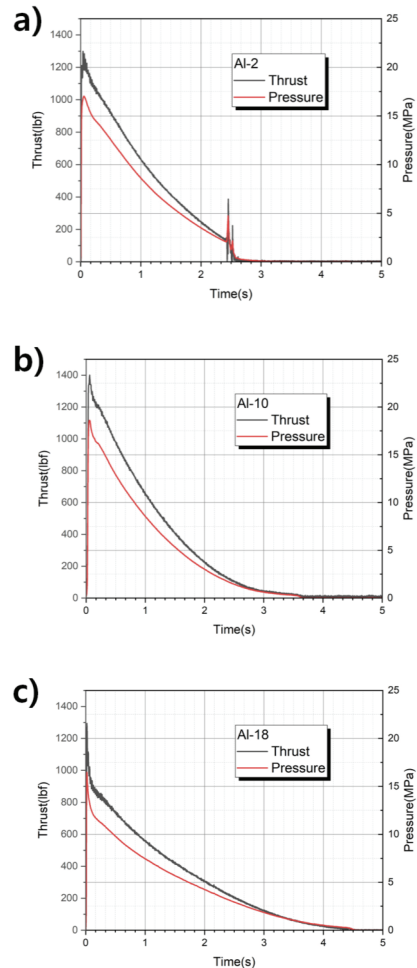 a)
Al-2
Thrust
Pressure
Thrust(lbf)
1400
1200
1000
800
600
400
200
0
Pressure(MPa)
25
20
15
10
5
0
0 1 2 3 4 5
Time(s)
b)
Al-10
Thrust
Pressure
Thrust(lbf)
1400
1200
1000
800
600
400
200
0
Pressure(MPa)
25
20
15
10
5
0
0 1 2 3 4 5
Time(s)
c)
Al-18
Thrust
Pressure
Thrust(lbf)
1400
1200
1000
800
600
400
200
0
Pressure(MPa)
25
20
15
10
5
0
0 1 2 3 4 5
Time(s)